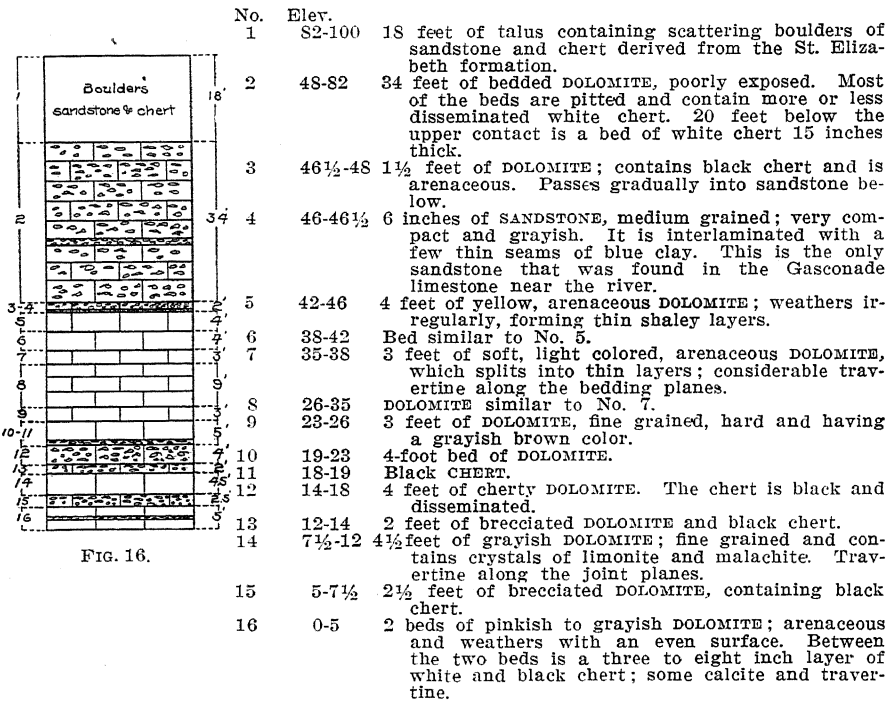 No. Elev.
1 82-100 18 feet of talus containing scattering boulders of
sandstone and chert derived from the St. Eliza-
beth formation.
2 48-82 34 feet of bedded DOLOMITE, poorly exposed. Most
of the beds are pitted and contain more or less
disseminated white chert. 20 feet below the
upper contact is a bed of white chert 15 inches
thick.
3 46½-48 1½ feet of DOLOMITE; contains black chert and is
arenaceous. Passes gradually into sandstone be-
low.
4 46-46½ 6 inches of SANDSTONE, medium grained; very com-
pact and grayish. It is interlaminated with a
few thin seams of blue clay. This is the only
sandstone that was found in the Gasconade
limestone near the river.
5 42-46 4 feet of yellow, arenaceous DOLOMITE; weathers ir-
regularly, forming thin shaley layers.
6 38-42 Bed similar to No. 5.
7 35-38 3 feet of soft, light colored, arenaceous DOLOMITE,
which splits into thin layers; considerable trav-
ertine along the bedding planes.
8 26-35 DOLOMITE similar to No. 7.
9 23-26 3 feet of DOLOMITE, fine grained, hard and having
a grayish brown color.
10 19-23 4-foot bed of DOLOMITE.
11 18-19 Black CHERT.
12 14-18 4 feet of cherty DOLOMITE. The chert is black and
disseminated.
13 12-14 2 feet of brecciated DOLOMITE and black chert.
14 7½-12 4½ feet of grayish DOLOMITE; fine grained and con-
tains crystals of limonite and malachite. Trav-
ertine along the joint planes.
15 5-7½ 2½ feet of brecciated DOLOMITE, containing black
chert.
16 0-5 2 beds of pinkish to grayish DOLOMITE; arenaceous
and weathers with an even surface. Between
the two beds is a three to eight inch layer of
white and black chert; some calcite and traver-
tine.
Boulders
1 sandstone & chert 18'
2 34'
3-4 2'
5 4'
6 4'
7 3'
8 9'
9 3'
10-11 5'
12 4'
13 2'
14 4.5'
15 2.5'
16 5'
FIG. 16.